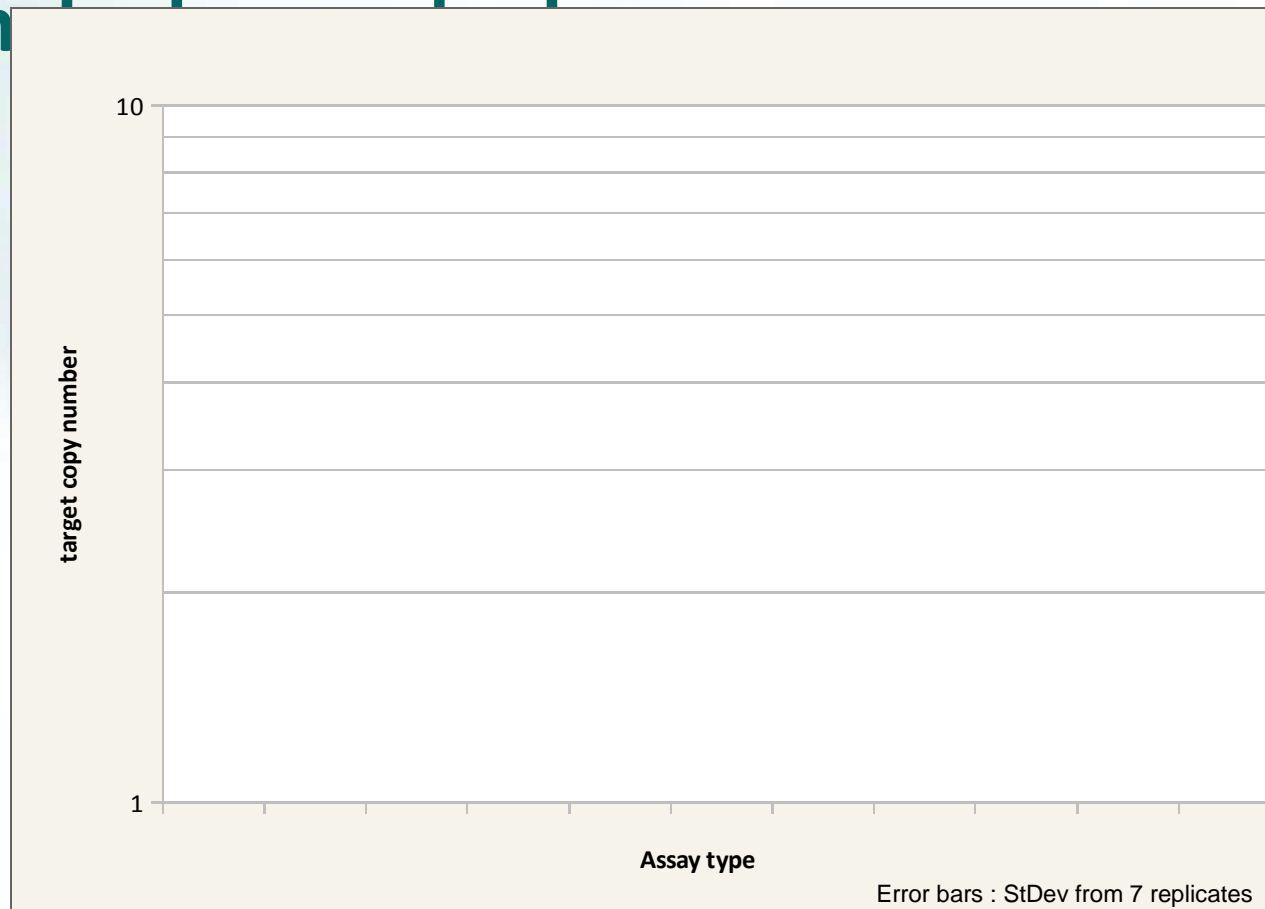 10
target copy number
1
Assay type
Error bars : StDev from 7 replicates